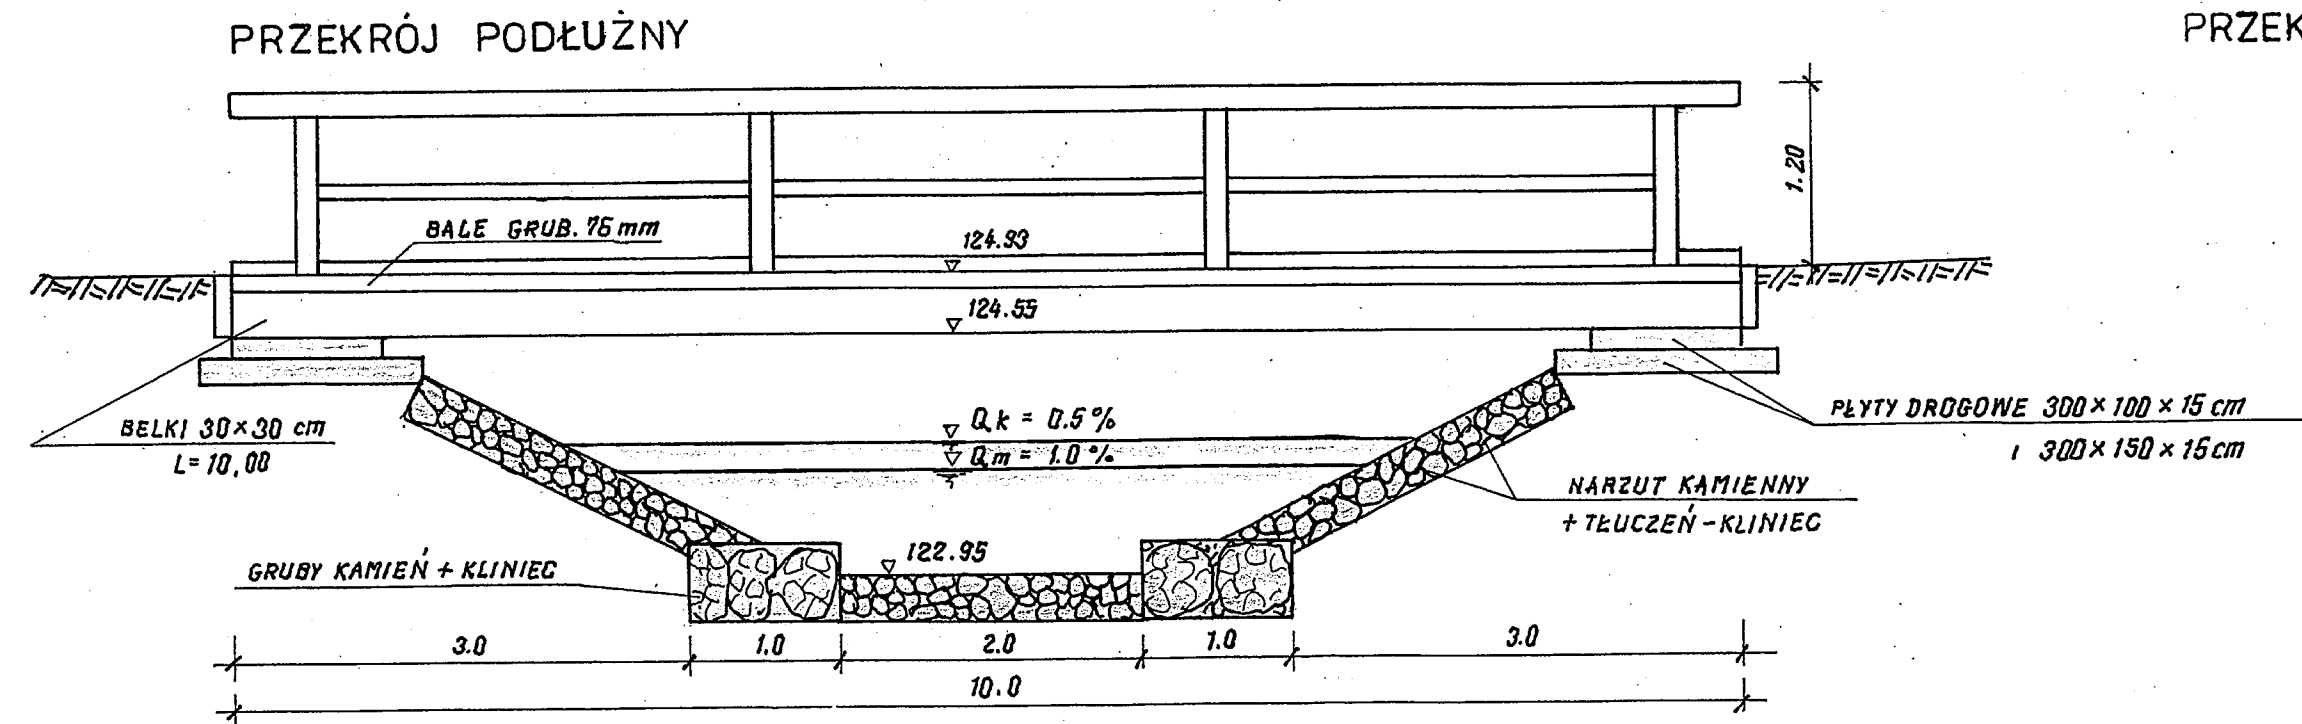 PRZEKRÓJ PODŁUŻNY
PRZEK
1.20
BALE GRUB. 76 mm
124.93
124.55
BELKI 30×30 cm
L=10,00
Qk = 0.5 %
Qm = 1.0 %
PŁYTY DROGOWE 300×100×15 cm
i 300×150×15 cm
NARZUT KAMIENNY
+ TŁUCZEŃ-KLINIEC
122.95
GRUBY KAMIEŃ + KLINIEC
3.0 1.0 2.0 1.0 3.0
10.0